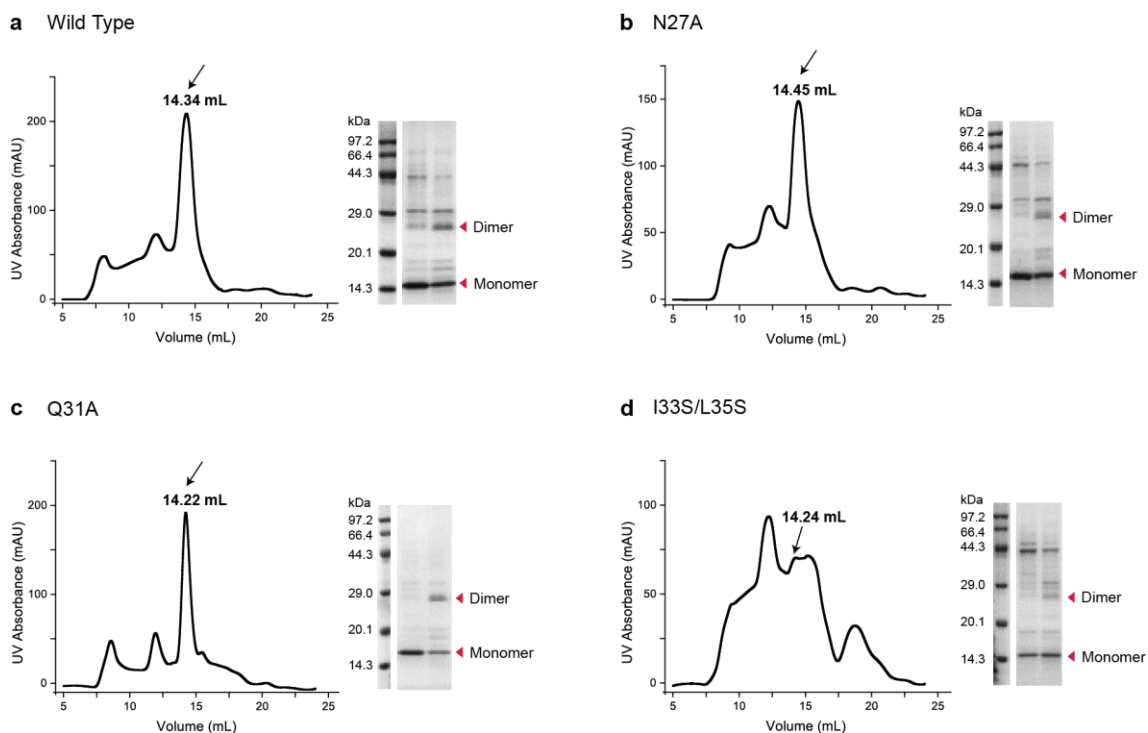 a Wild Type
14.34 mL
200
100
0
UV Absorbance (mAU)
5 10 15 20 25
Volume (mL)
kDa
97.2
66.4
44.3
29.0
20.1
14.3
Dimer
Monomer
b N27A
14.45 mL
150
100
50
0
UV Absorbance (mAU)
5 10 15 20 25
Volume (mL)
kDa
97.2
66.4
44.3
29.0
20.1
14.3
Dimer
Monomer
c Q31A
14.22 mL
200
100
0
UV Absorbance (mAU)
5 10 15 20 25
Volume (mL)
kDa
97.2
66.4
44.3
29.0
20.1
14.3
Dimer
Monomer
d I33S/L35S
14.24 mL
100
50
0
UV Absorbance (mAU)
5 10 15 20 25
Volume (mL)
kDa
97.2
66.4
44.3
29.0
20.1
14.3
Dimer
Monomer